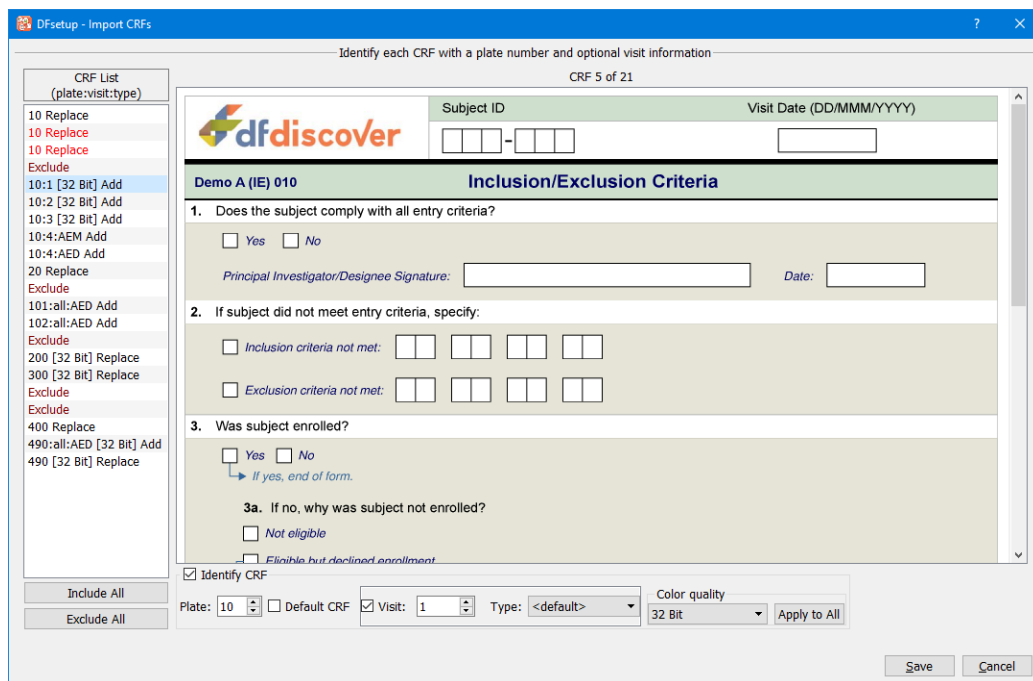 DFsetup - Import CRFs
Identify each CRF with a plate number and optional visit information
CRF List
(plate:visit:type)
10 Replace
10 Replace
10 Replace
Exclude
10:1 [32 Bit] Add
10:2 [32 Bit] Add
10:3 [32 Bit] Add
10:4:AEM Add
10:4:AED Add
20 Replace
Exclude
101:all:AED Add
102:all:AED Add
Exclude
200 [32 Bit] Replace
300 [32 Bit] Replace
Exclude
Exclude
400 Replace
490:all:AED [32 Bit] Add
490 [32 Bit] Replace
Include All
Exclude All
CRF 5 of 21
dfdiscover
Subject ID
Visit Date (DD/MMM/YYYY)
-
Demo A (IE) 010 Inclusion/Exclusion Criteria
1. Does the subject comply with all entry criteria?
Yes No
Principal Investigator/Designee Signature: Date:
2. If subject did not meet entry criteria, specify:
Inclusion criteria not met:
Exclusion criteria not met:
3. Was subject enrolled?
Yes No
If yes, end of form.
3a. If no, why was subject not enrolled?
Not eligible
Eligible but declined enrollment
Identify CRF
Plate: 10 Default CRF Visit: 1 Type: <default>
Color quality
32 Bit Apply to All
Save Cancel